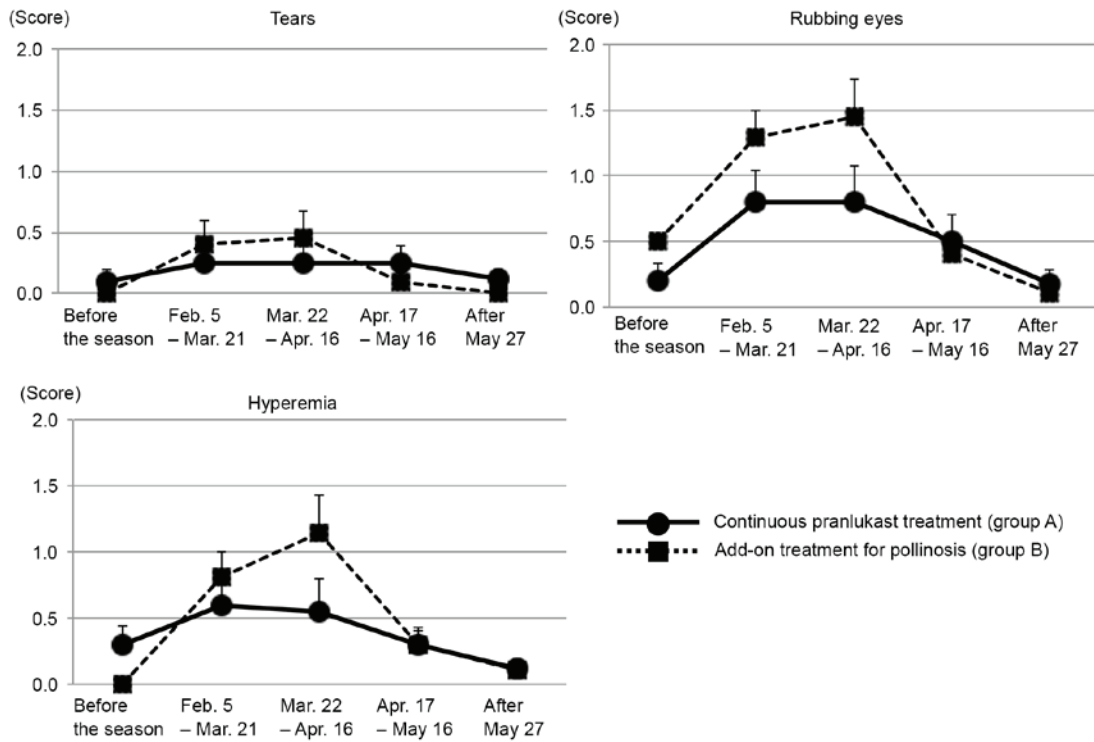 (Score)
Tears
2.0
1.5
1.0
0.5
0.0
Before
the season
Feb. 5
– Mar. 21
Mar. 22
– Apr. 16
Apr. 17
– May 16
After
May 27
(Score)
Rubbing eyes
2.0
1.5
1.0
0.5
0.0
Before
the season
Feb. 5
– Mar. 21
Mar. 22
– Apr. 16
Apr. 17
– May 16
After
May 27
(Score)
Hyperemia
2.0
1.5
1.0
0.5
0.0
Before
the season
Feb. 5
– Mar. 21
Mar. 22
– Apr. 16
Apr. 17
– May 16
After
May 27
Continuous pranlukast treatment (group A)
Add-on treatment for pollinosis (group B)